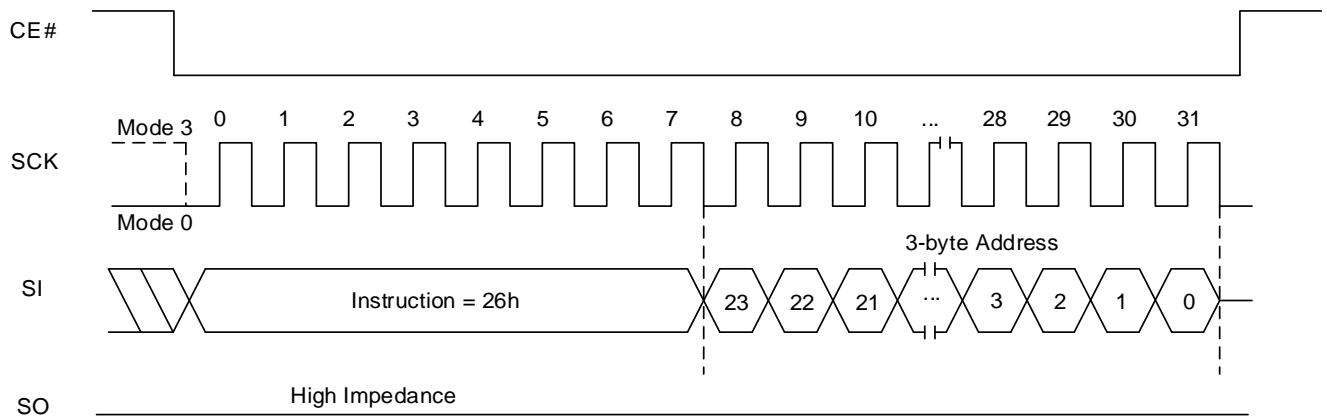 CE#
Mode 3
0 1 2 3 4 5 6 7 8 9 10 ... 28 29 30 31
SCK
Mode 0
3-byte Address
SI
Instruction = 26h
23 22 21 ... 3 2 1 0
High Impedance
SO